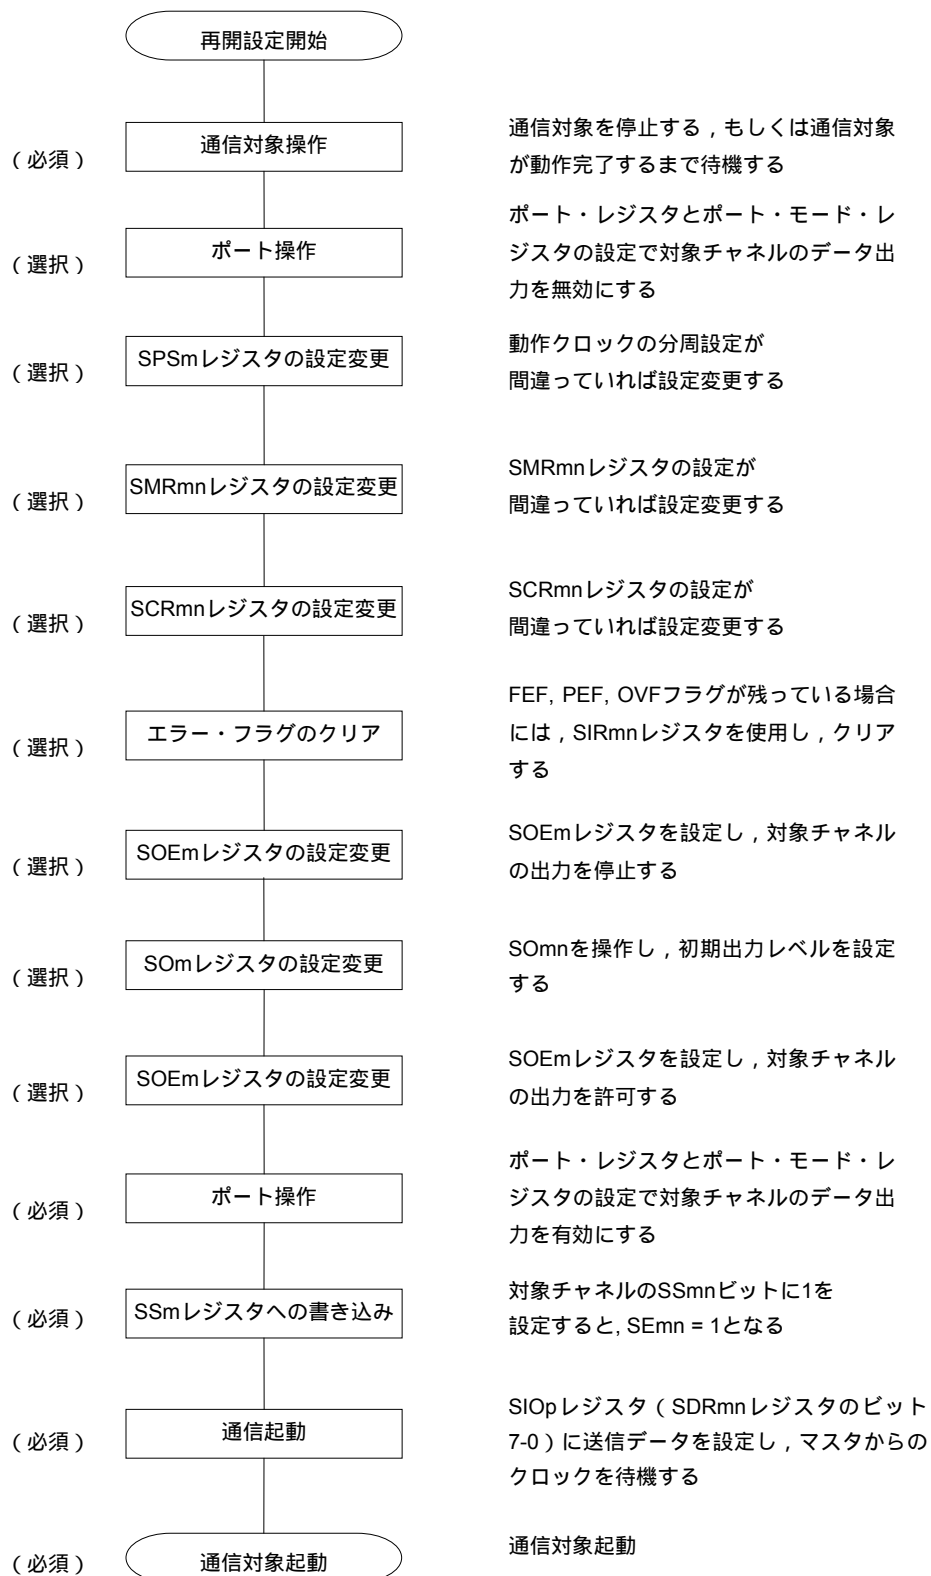 再開設定開始
（必須）
通信対象操作
通信対象を停止する，もしくは通信対象
が動作完了するまで待機する
（選択）
ポート操作
ポート・レジスタとポート・モード・レ
ジスタの設定で対象チャネルのデータ出
力を無効にする
（選択）
SPSmレジスタの設定変更
動作クロックの分周設定が
間違っていれば設定変更する
（選択）
SMRmnレジスタの設定変更
SMRmnレジスタの設定が
間違っていれば設定変更する
（選択）
SCRmnレジスタの設定変更
SCRmnレジスタの設定が
間違っていれば設定変更する
（選択）
エラー・フラグのクリア
FEF, PEF, OVFフラグが残っている場合
には，SIRmnレジスタを使用し，クリア
する
（選択）
SOEmレジスタの設定変更
SOEmレジスタを設定し，対象チャネル
の出力を停止する
（選択）
SOmレジスタの設定変更
SOmnを操作し，初期出力レベルを設定
する
（選択）
SOEmレジスタの設定変更
SOEmレジスタを設定し，対象チャネル
の出力を許可する
（必須）
ポート操作
ポート・レジスタとポート・モード・レ
ジスタの設定で対象チャネルのデータ出
力を有効にする
（必須）
SSmレジスタへの書き込み
対象チャネルのSSmnビットに1を
設定すると, SEmn = 1となる
（必須）
通信起動
SIOpレジスタ（SDRmnレジスタのビット
7-0）に送信データを設定し，マスタからの
クロックを待機する
（必須）
通信対象起動
通信対象起動